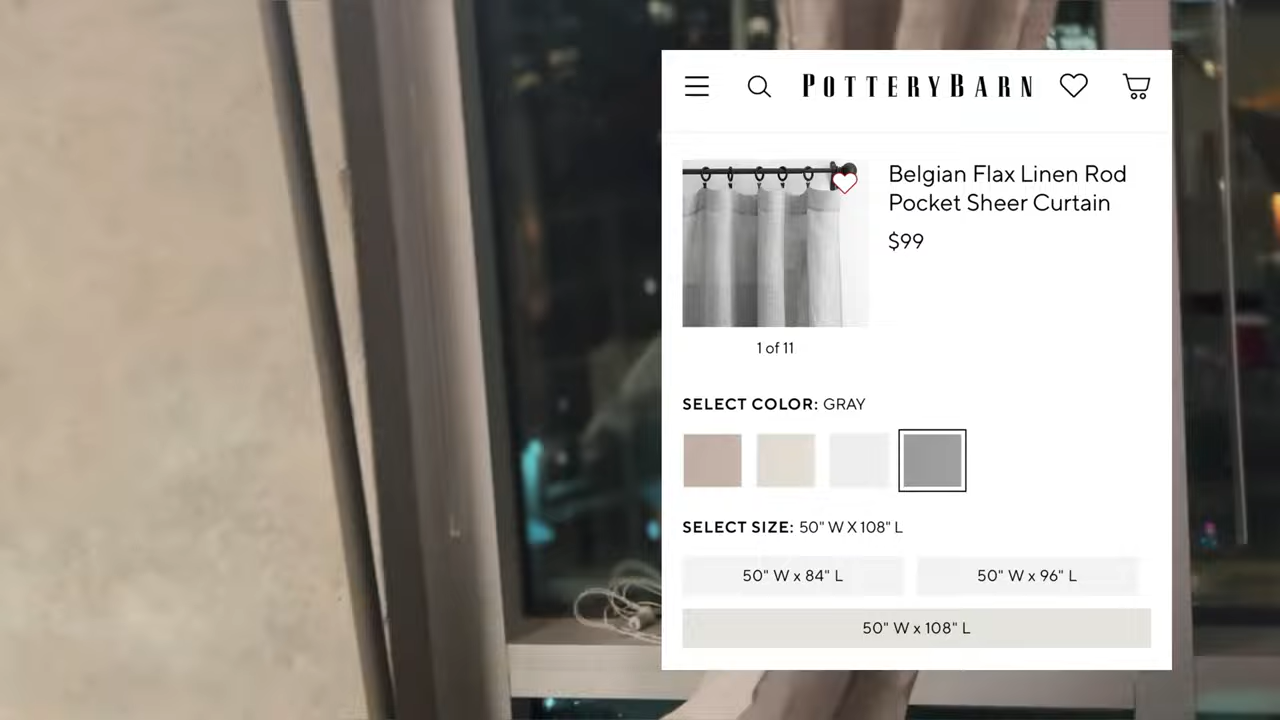 POTTERYBARN
Belgian Flax Linen Rod
Pocket Sheer Curtain
$99
1 of 11
SELECT COLOR: GRAY
SELECT SIZE: 50" W X 108" L
50" W x 84" L
50" W x 96" L
50" W x 108" L